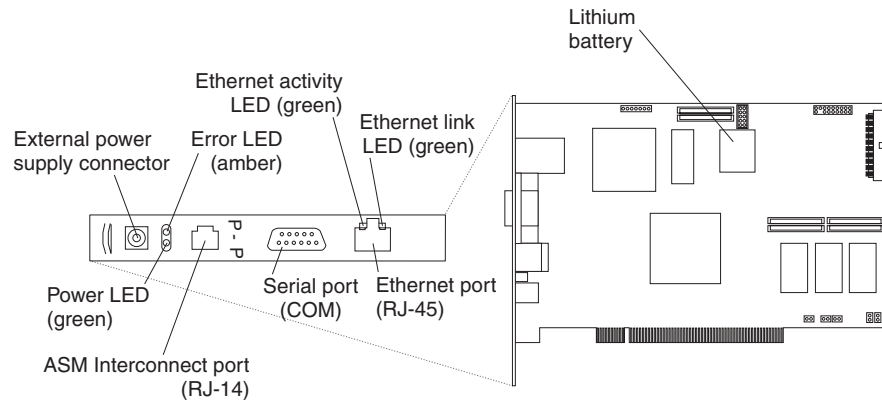 Lithium
battery
Ethernet activity
LED (green)
Ethernet link
LED (green)
External power
supply connector
Error LED
(amber)
P - P
Power LED
(green)
Serial port
(COM)
Ethernet port
(RJ-45)
ASM Interconnect port
(RJ-14)